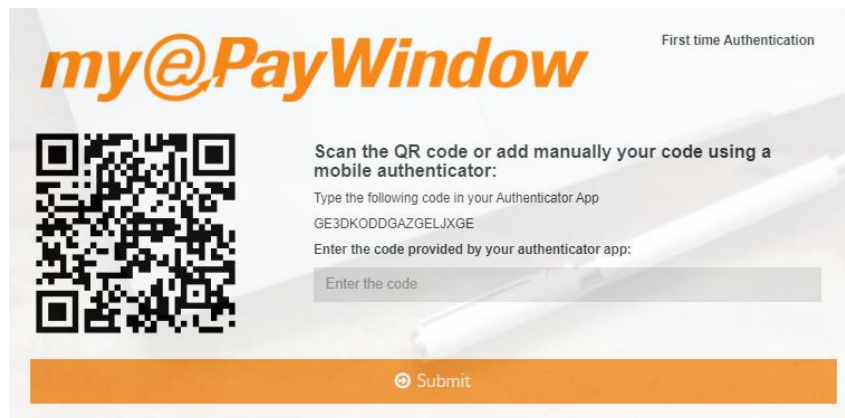 my@PayWindow
First time Authentication
Scan the QR code or add manually your code using a
mobile authenticator:
Type the following code in your Authenticator App
GE3DKODDGAZGELJXGE
Enter the code provided by your authenticator app:
Enter the code
Submit